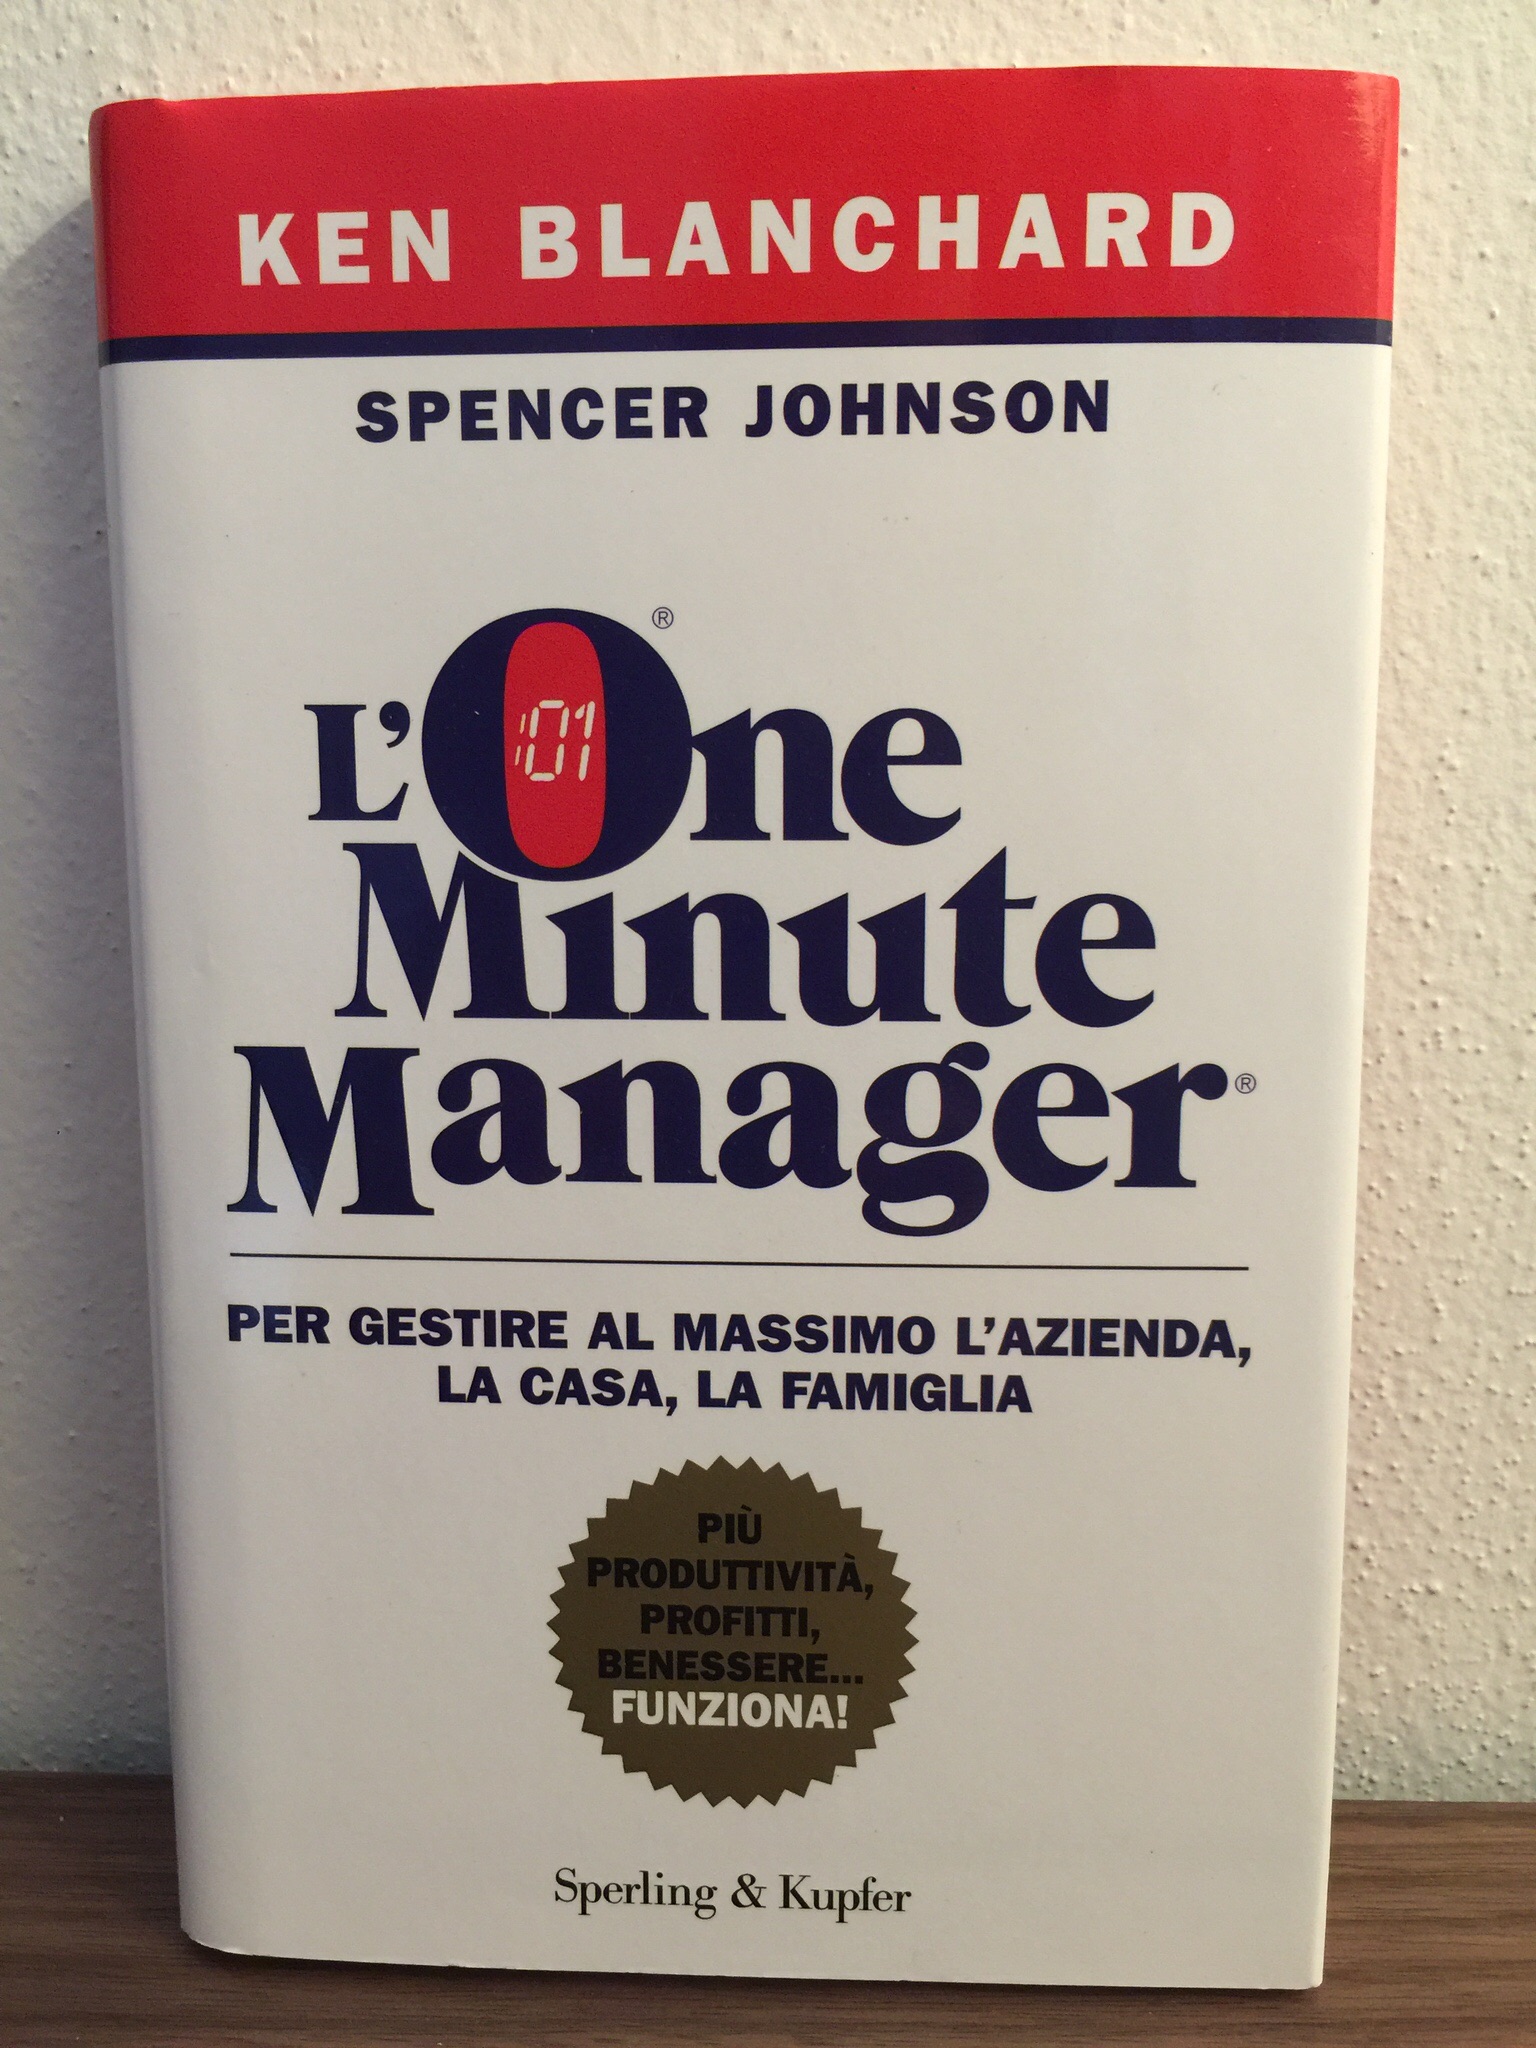 KEN BLANCHARD
SPENCER JOHNSON
L'One®
:01
Minute
Manager®
PER GESTIRE AL MASSIMO L'AZIENDA,
LA CASA, LA FAMIGLIA
PIÙ
PRODUTTIVITÀ,
PROFITTI,
BENESSERE...
FUNZIONA!
Sperling & Kupfer